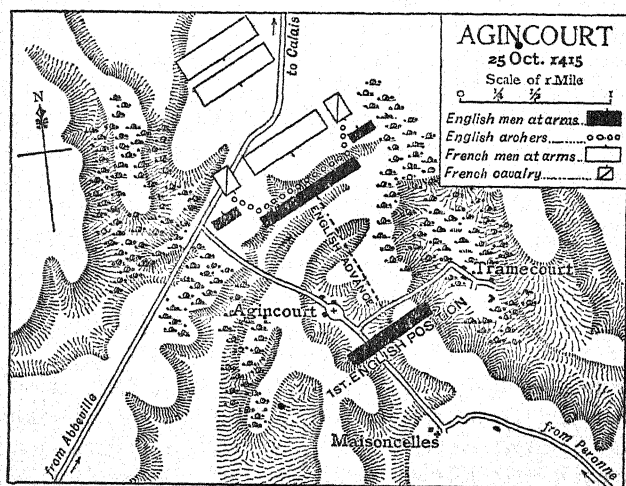 AGINCOURT
25 Oct. 1415
Scale of 1 Mile
0 ¼ ½ 1
English men at arms
English archers
French men at arms
French cavalry
to Calais
N
ENGLISH ADVANCE
Tramecourt
Agincourt
1ST. ENGLISH POSITION
Maisoncelles
from Abbeville
from Peronne